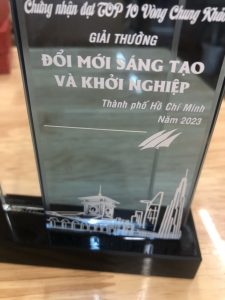 Chứng nhận đạt TOP 10 Vòng Chung Khảo
GIẢI THƯỞNG
ĐỔI MỚI SÁNG TẠO
VÀ KHỞI NGHIỆP
Thành phố Hồ Chí Minh
Năm 2023